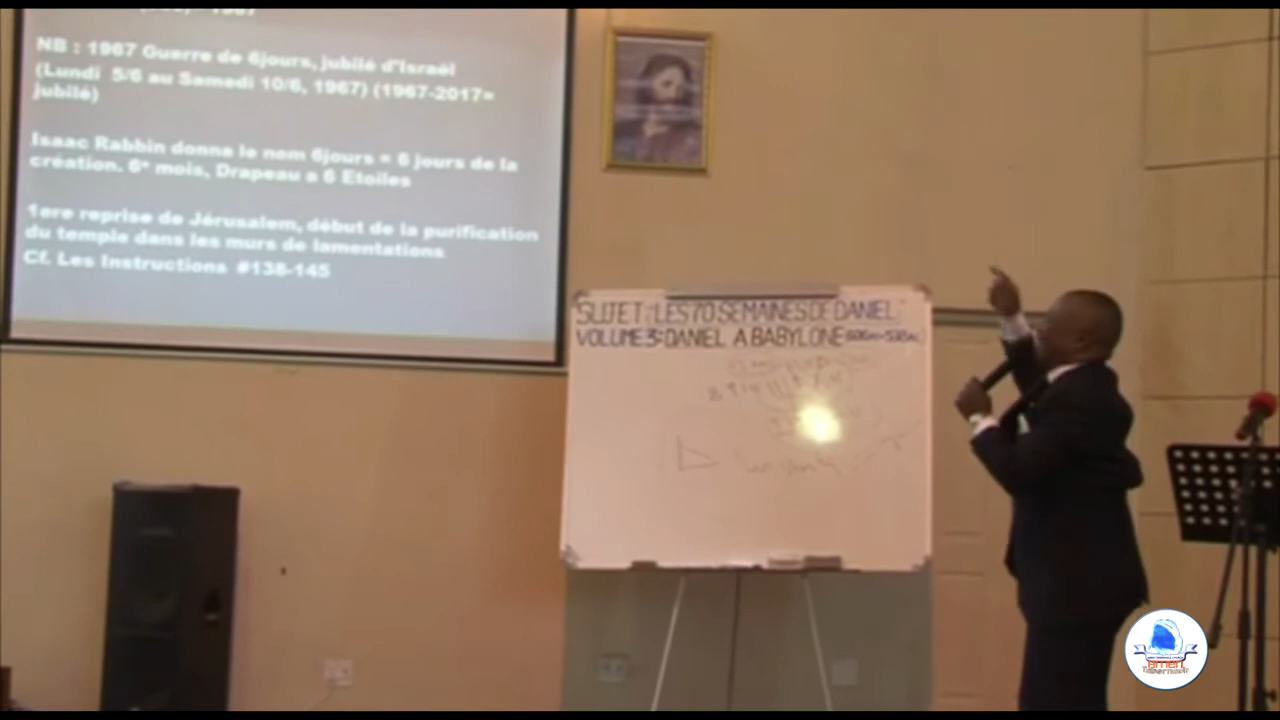 NB : 1967 Guerre de 6jours, jubilé d'Israël
(Lundi 5/6 au Samedi 10/6, 1967) (1967-2017=
jubilé)
Isaac Rabbin donne le nom 6jours = 6 jours de la
création. 6e mois, Drapeau a 6 Etoiles
1ere reprise de Jérusalem, début de la purification
du temple dans les murs de lamentations
Cf. Les Instructions #138-145
SUJET: "LES 70 SEMAINES DE DANIEL"
VOLUME 3: DANIEL A BABYLONE